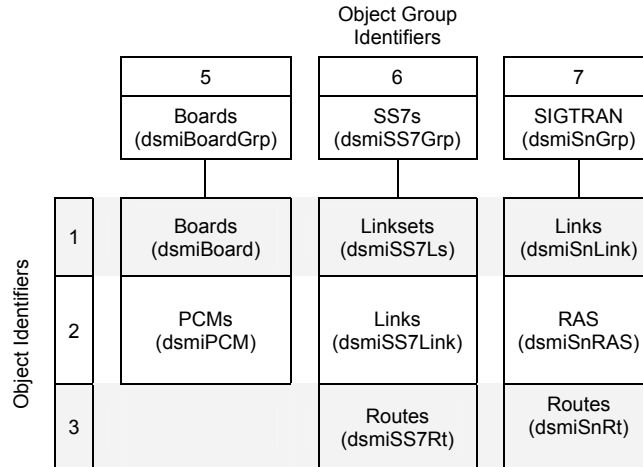 Object Group
Identifiers
5
6
7
Boards
(dsmiBoardGrp)
SS7s
(dsmiSS7Grp)
SIGTRAN
(dsmiSnGrp)
Object Identifiers
1
Boards
(dsmiBoard)
Linksets
(dsmiSS7Ls)
Links
(dsmiSnLink)
2
PCMs
(dsmiPCM)
Links
(dsmiSS7Link)
RAS
(dsmiSnRAS)
3
Routes
(dsmiSS7Rt)
Routes
(dsmiSnRt)